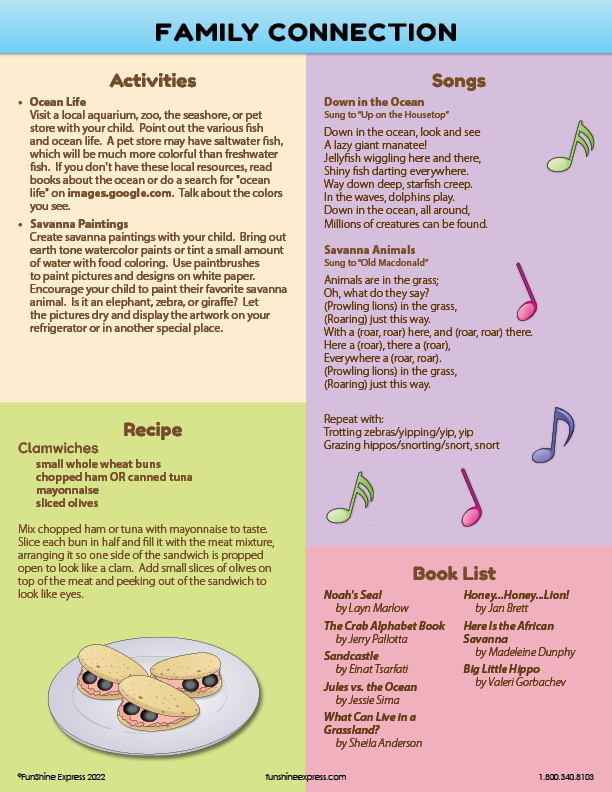 FAMILY CONNECTION
Activities
• Ocean Life
Visit a local aquarium, zoo, the seashore, or pet
store with your child. Point out the various fish
and ocean life. A pet store may have saltwater fish,
which will be much more colorful than freshwater
fish. If you don't have these local resources, read
books about the ocean or do a search for "ocean
life" on images.google.com. Talk about the colors
you see.
• Savanna Paintings
Create savanna paintings with your child. Bring out
earth tone watercolor paints or tint a small amount
of water with food coloring. Use paintbrushes
to paint pictures and designs on white paper.
Encourage your child to paint their favorite savanna
animal. Is it an elephant, zebra, or giraffe? Let
the pictures dry and display the artwork on your
refrigerator or in another special place.
Recipe
Clamwiches
small whole wheat buns
chopped ham OR canned tuna
mayonnaise
sliced olives
Mix chopped ham or tuna with mayonnaise to taste.
Slice each bun in half and fill it with the meat mixture,
arranging it so one side of the sandwich is propped
open to look like a clam. Add small slices of olives on
top of the meat and peeking out of the sandwich to
look like eyes.
Songs
Down in the Ocean
Sung to "Up on the Housetop"
Down in the ocean, look and see
A lazy giant manatee!
Jellyfish wiggling here and there,
Shiny fish darting everywhere.
Way down deep, starfish creep.
In the waves, dolphins play.
Down in the ocean, all around,
Millions of creatures can be found.
Savanna Animals
Sung to "Old Macdonald"
Animals are in the grass;
Oh, what do they say?
(Prowling lions) in the grass,
(Roaring) just this way.
With a (roar, roar) here, and (roar, roar) there.
Here a (roar), there a (roar),
Everywhere a (roar, roar).
(Prowling lions) in the grass,
(Roaring) just this way.
Repeat with:
Trotting zebras/yipping/yip, yip
Grazing hippos/snorting/snort, snort
Book List
Noah's Seal
by Layn Marlow
The Crab Alphabet Book
by Jerry Pallotta
Sandcastle
by Einat Tsarfati
Jules vs. the Ocean
by Jessie Sima
What Can Live in a
Grassland?
by Sheila Anderson
Honey...Honey...Lion!
by Jan Brett
Here Is the African
Savanna
by Madeleine Dunphy
Big Little Hippo
by Valeri Gorbachev
©FunShine Express 2022
funshineexpress.com
1.800.340.8103